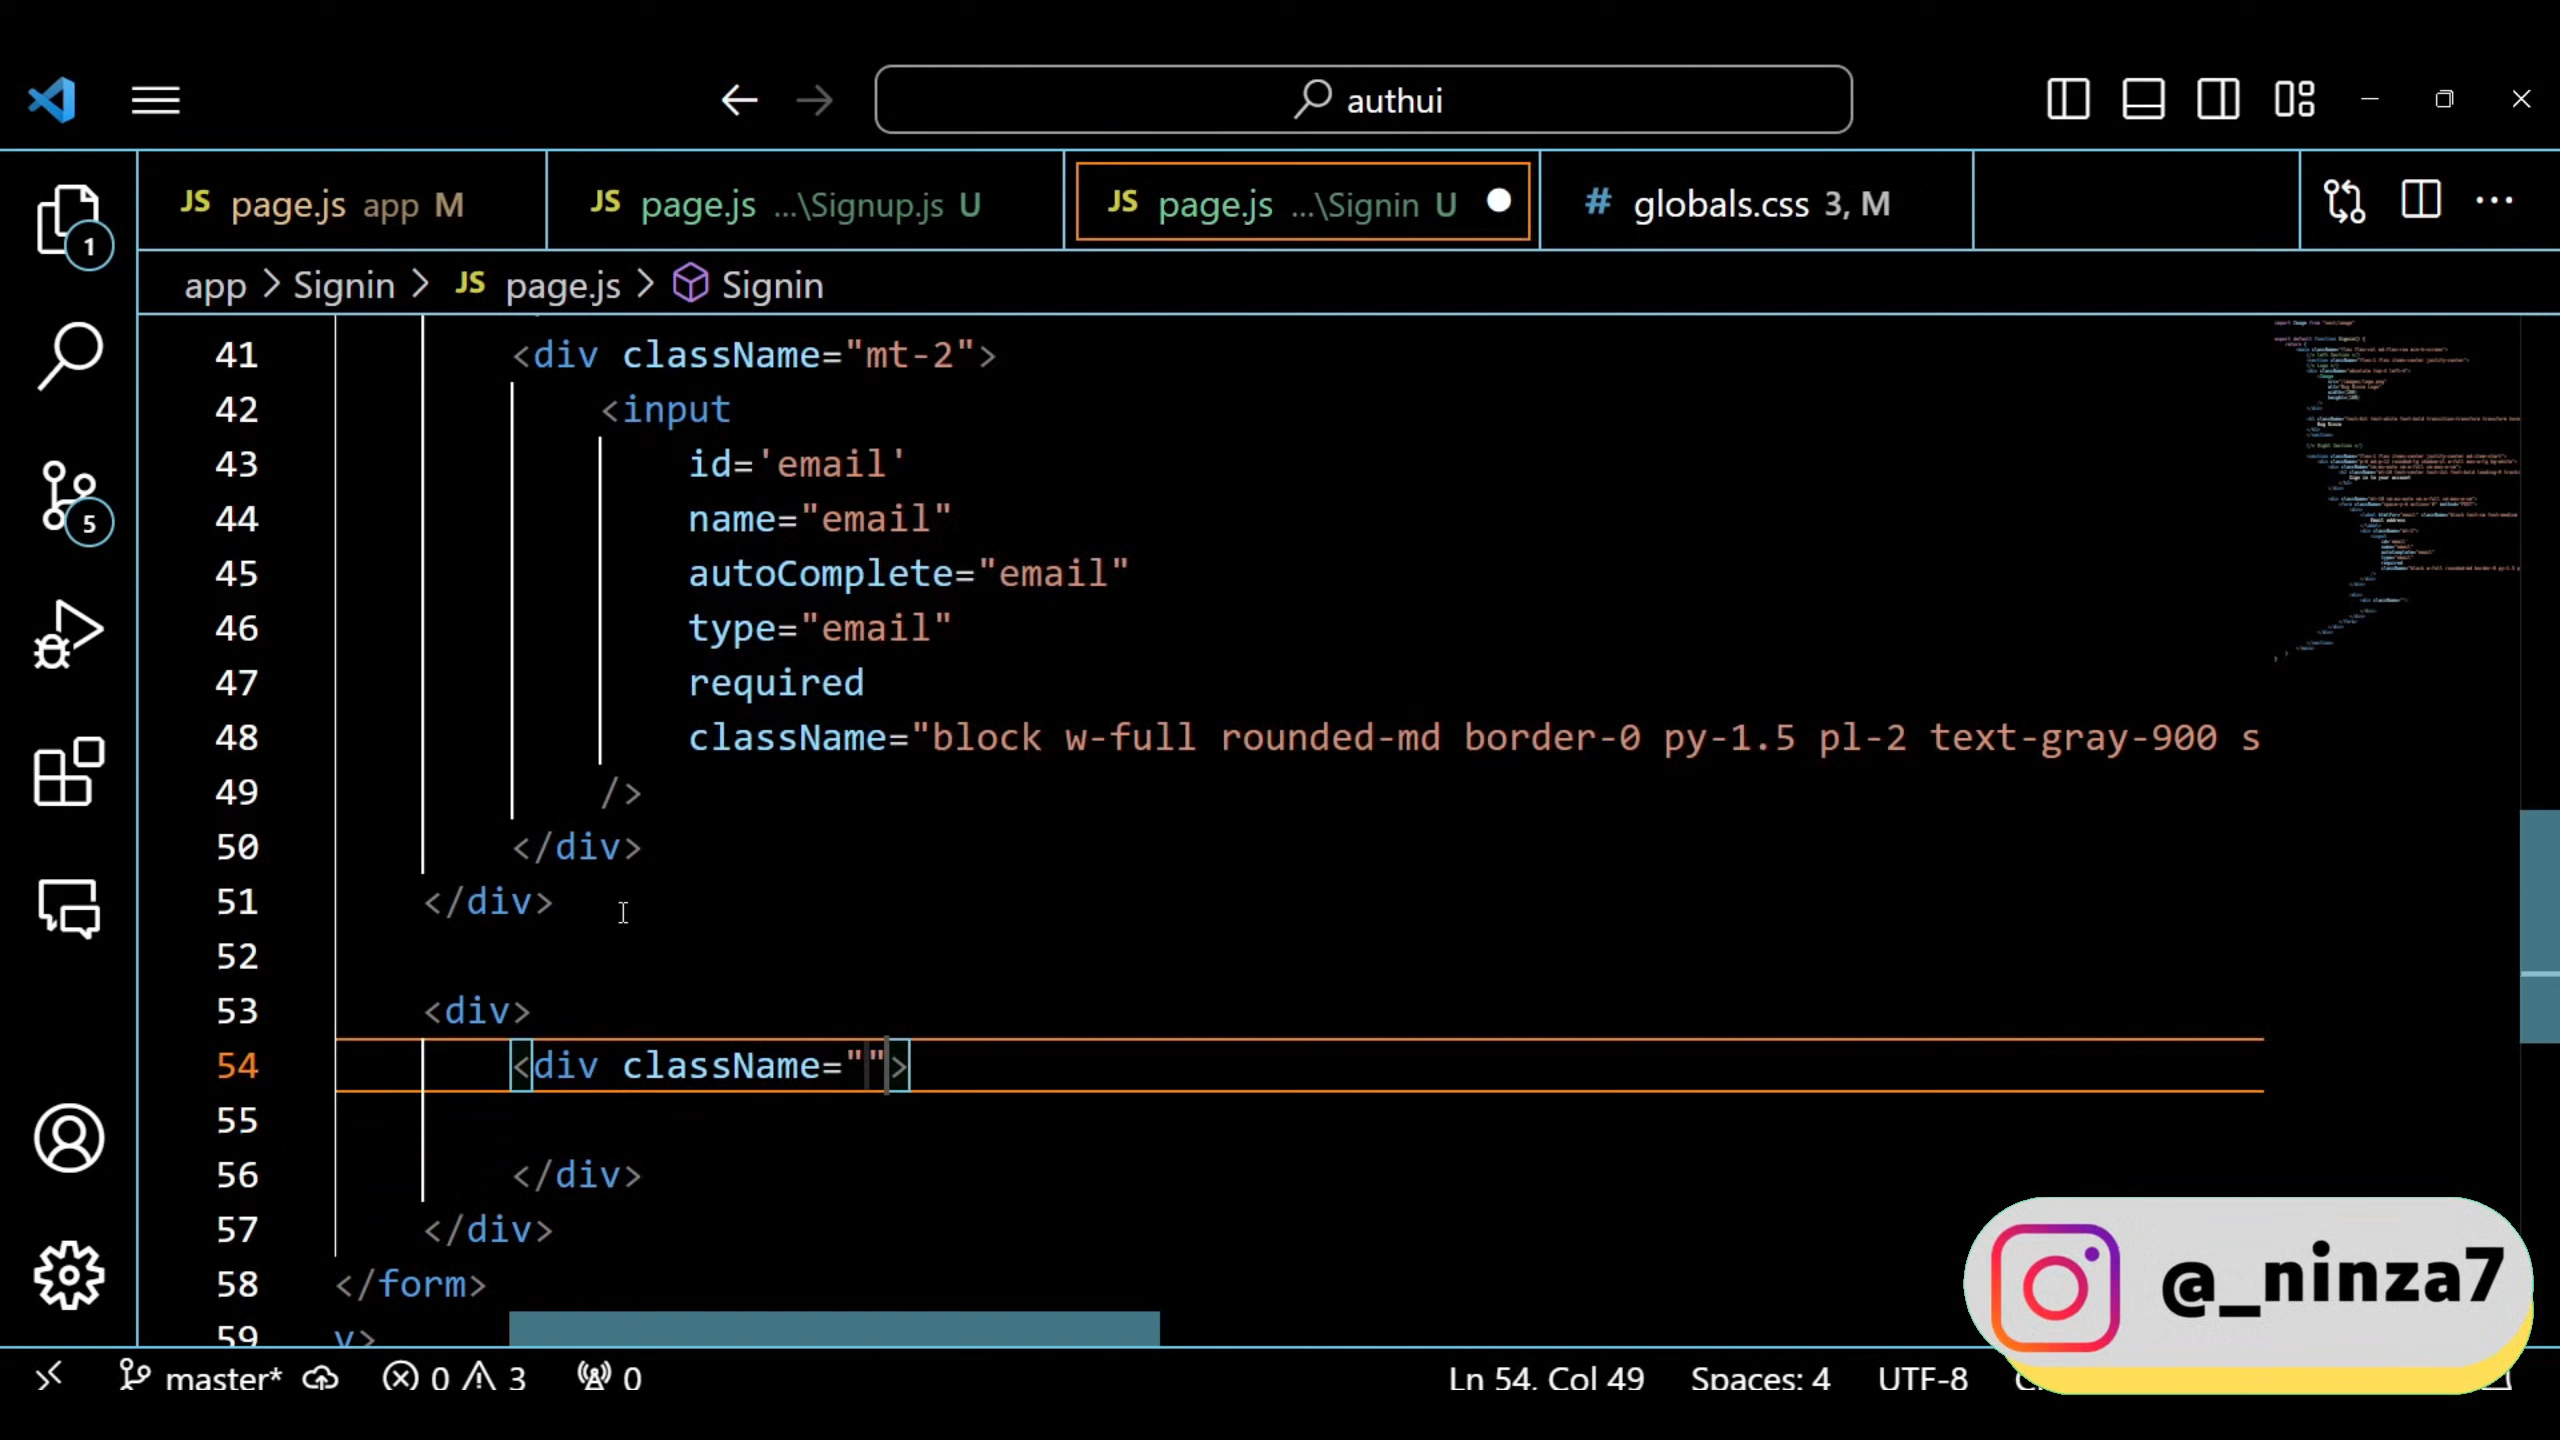 authui
JS page.js app M
JS page.js ...\Signup.js U
JS page.js ...\Signin U
# globals.css 3, M
1
5
app > Signin > JS page.js > Signin
41 <div className="mt-2">
42 <input
43 id='email'
44 name="email"
45 autoComplete="email"
46 type="email"
47 required
48 className="block w-full rounded-md border-0 py-1.5 pl-2 text-gray-900 s
49 />
50 </div>
51 </div>
52
53 <div>
54 <div className="">
55
56 </div>
57 </div>
58 </form>
59 v>
master* 0 3 0
Ln 54, Col 49 Spaces: 4 UTF-8
@_ninza7